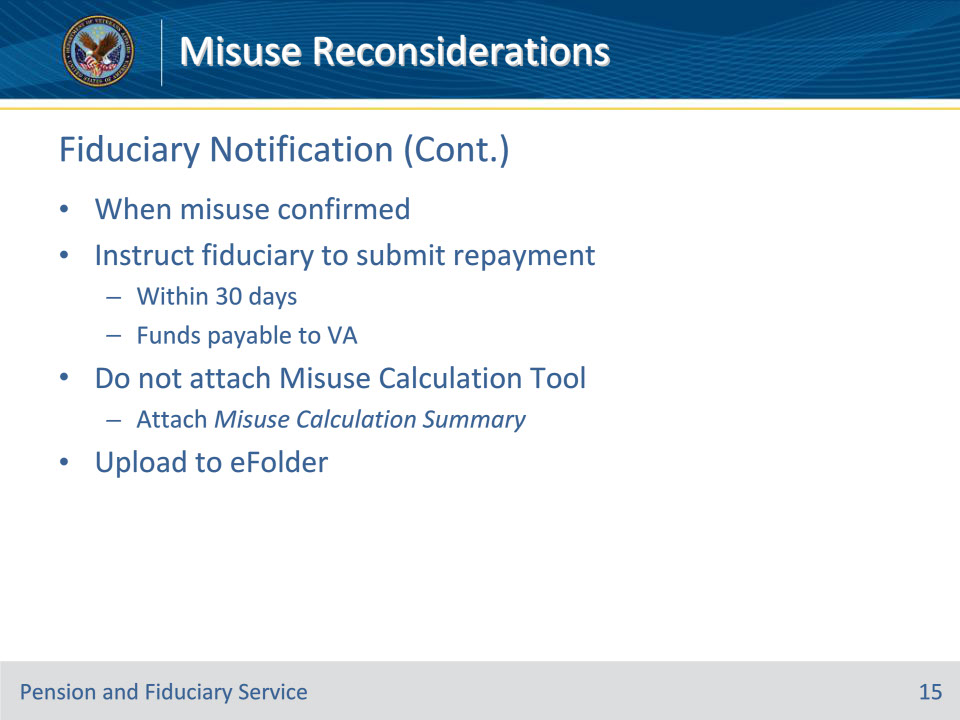 Misuse Reconsiderations
Fiduciary Notification (Cont.)
• When misuse confirmed
• Instruct fiduciary to submit repayment
– Within 30 days
– Funds payable to VA
• Do not attach Misuse Calculation Tool
– Attach Misuse Calculation Summary
• Upload to eFolder
Pension and Fiduciary Service
15